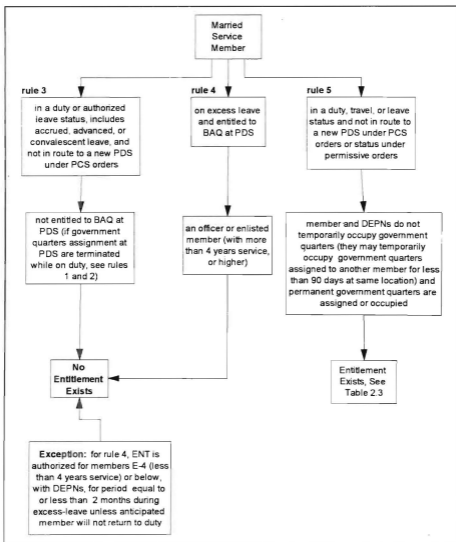 Married
Service
Member
rule 3
in a duty or authorized
leave status, includes
accrued, advanced, or
convalescent leave, and
not in route to a new PDS
under PCS orders
not entitled to BAQ at
PDS (if government
quarters assignment at
PDS are terminated
while on duty, see rules
1 and 2)
rule 4
on excess leave
and entitled to
BAQ at PDS
an officer or enlisted
member (with more
than 4 years service,
or higher)
rule 5
in a duty, travel, or leave
status and not in route to
a new PDS under PCS
orders or status under
permissive orders
member and DEPNs do not
temporarily occupy government
quarters (they may temporarily
occupy government quarters
assigned to another member for less
than 90 days at same location) and
permanent government quarters are
assigned or occupied
No
Entitlement
Exists
Entitlement
Exists, See
Table 2.3
Exception: for rule 4, ENT is
authorized for members E-4 (less
than 4 years service) or below,
with DEPNs, for period equal to
or less than 2 months during
excess-leave unless anticipated
member will not return to duty